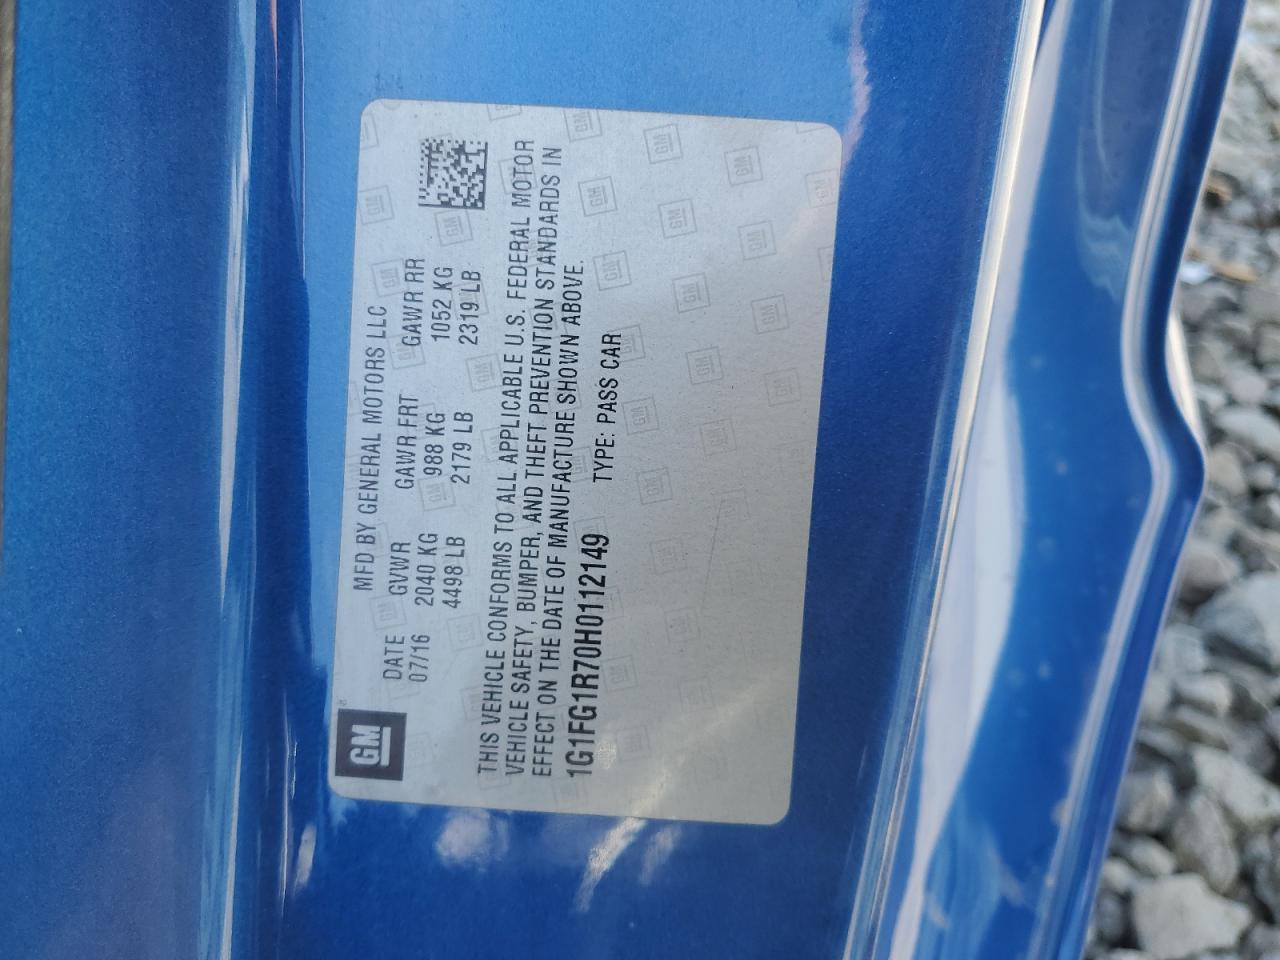 GM
MFD BY GENERAL MOTORS LLC
DATE GVWR GAWR FRT GAWR RR
07/16 2040 KG 988 KG 1052 KG
4498 LB 2179 LB 2319 LB
THIS VEHICLE CONFORMS TO ALL APPLICABLE U.S. FEDERAL MOTOR
VEHICLE SAFETY, BUMPER, AND THEFT PREVENTION STANDARDS IN
EFFECT ON THE DATE OF MANUFACTURE SHOWN ABOVE.
1G1FG1R70H0112149 TYPE: PASS CAR